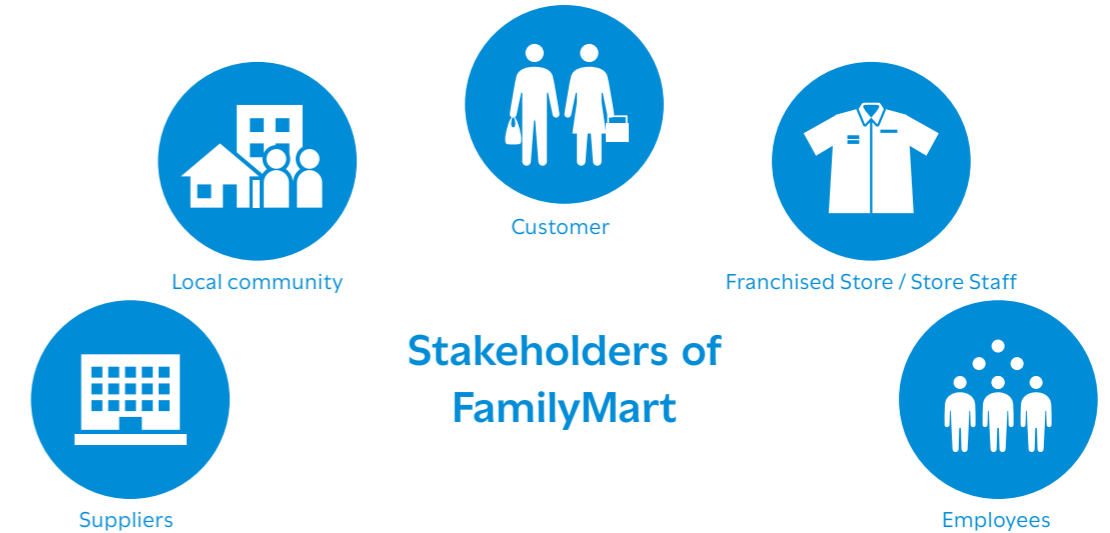 Customer
Local community
Franchised Store / Store Staff
Stakeholders of
FamilyMart
Suppliers
Employees